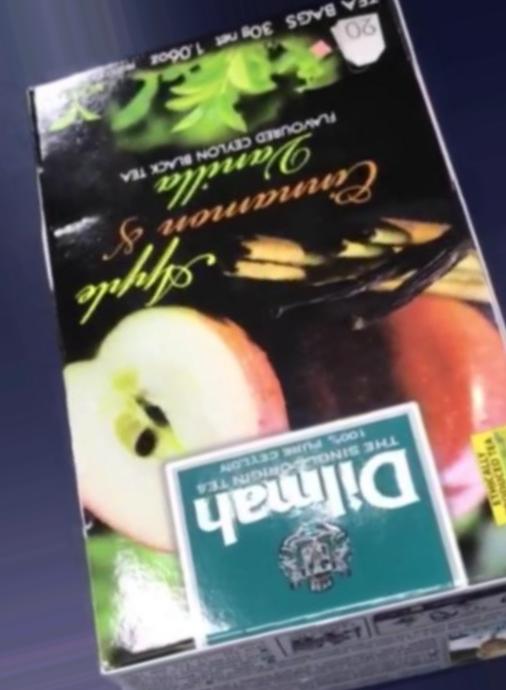 Dilmah
THE SINGLE ORIGIN TEA
100% PURE CEYLON
ETHICALLY
PRODUCED TEA
Apple
Cinnamon &
Vanilla
FLAVOURED CEYLON BLACK TEA
20
TEA BAGS 30g net 1.06oz